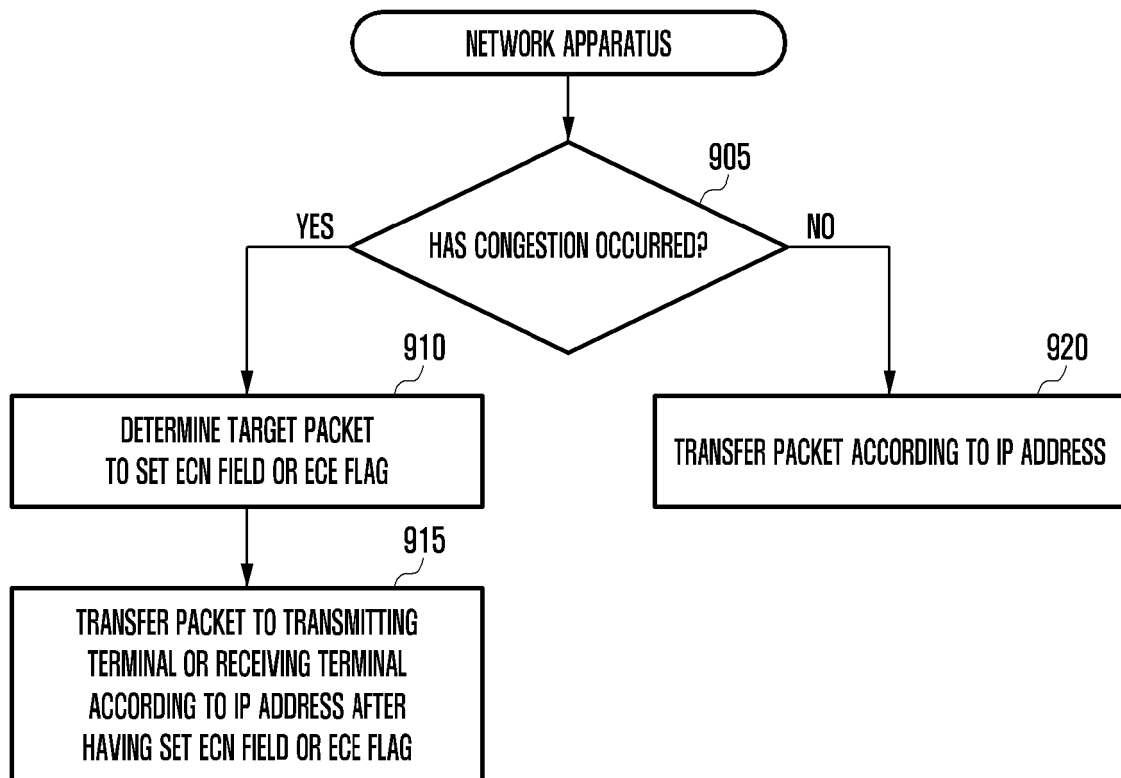 NETWORK APPARATUS
905
YES
HAS CONGESTION OCCURRED?
NO
910
920
DETERMINE TARGET PACKET
TO SET ECN FIELD OR ECE FLAG
TRANSFER PACKET ACCORDING TO IP ADDRESS
915
TRANSFER PACKET TO TRANSMITTING
TERMINAL OR RECEIVING TERMINAL
ACCORDING TO IP ADDRESS AFTER
HAVING SET ECN FIELD OR ECE FLAG